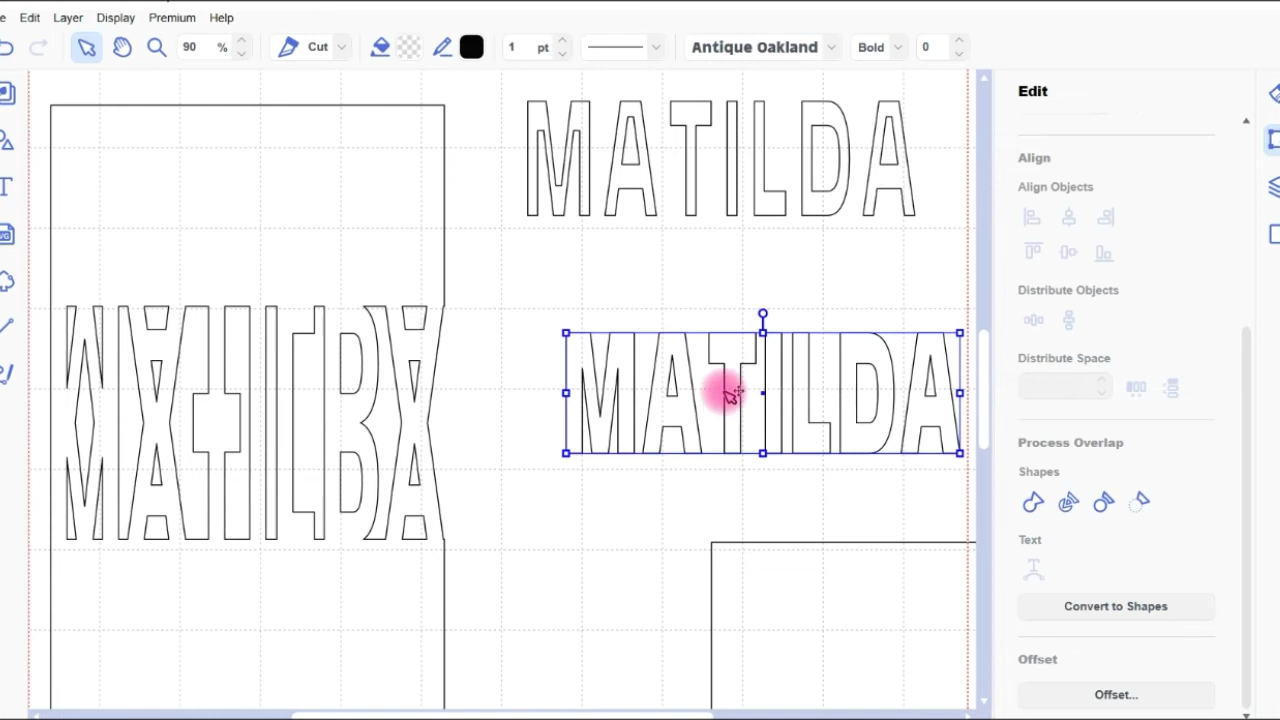 Edit Layer Display Premium Help
90 % Cut 1 pt Antique Oakland Bold 0
Edit
MATILDA
Align
Align Objects
Distribute Objects
MATILDA
Distribute Space
MATILDA
Process Overlap
Shapes
Text
Convert to Shapes
Offset
Offset...